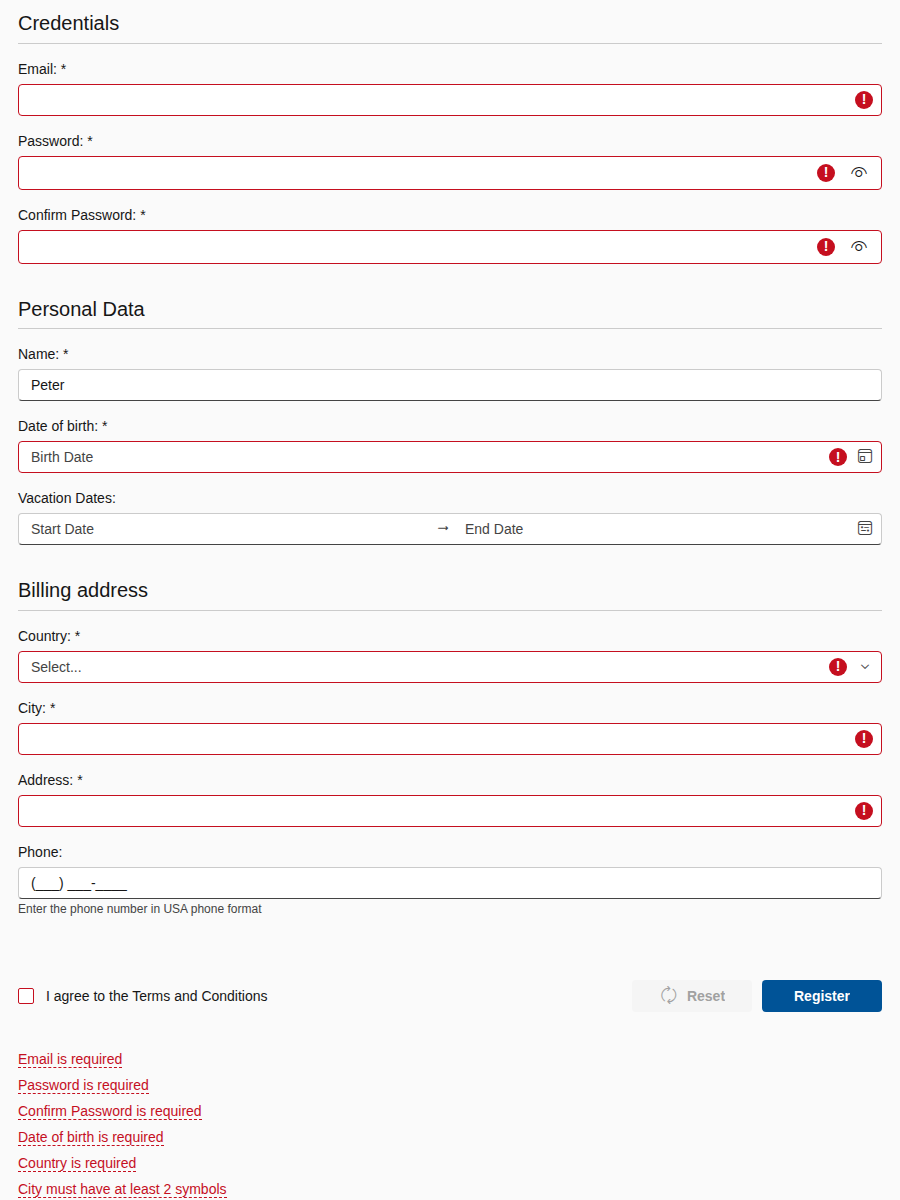 Credentials
Email: *
Password: *
Confirm Password: *
Personal Data
Name: *
Peter
Date of birth: *
Birth Date
Vacation Dates:
Start Date → End Date
Billing address
Country: *
Select...
City: *
Address: *
Phone:
(___) ___-____
Enter the phone number in USA phone format
I agree to the Terms and Conditions
Reset
Register
Email is required
Password is required
Confirm Password is required
Date of birth is required
Country is required
City must have at least 2 symbols